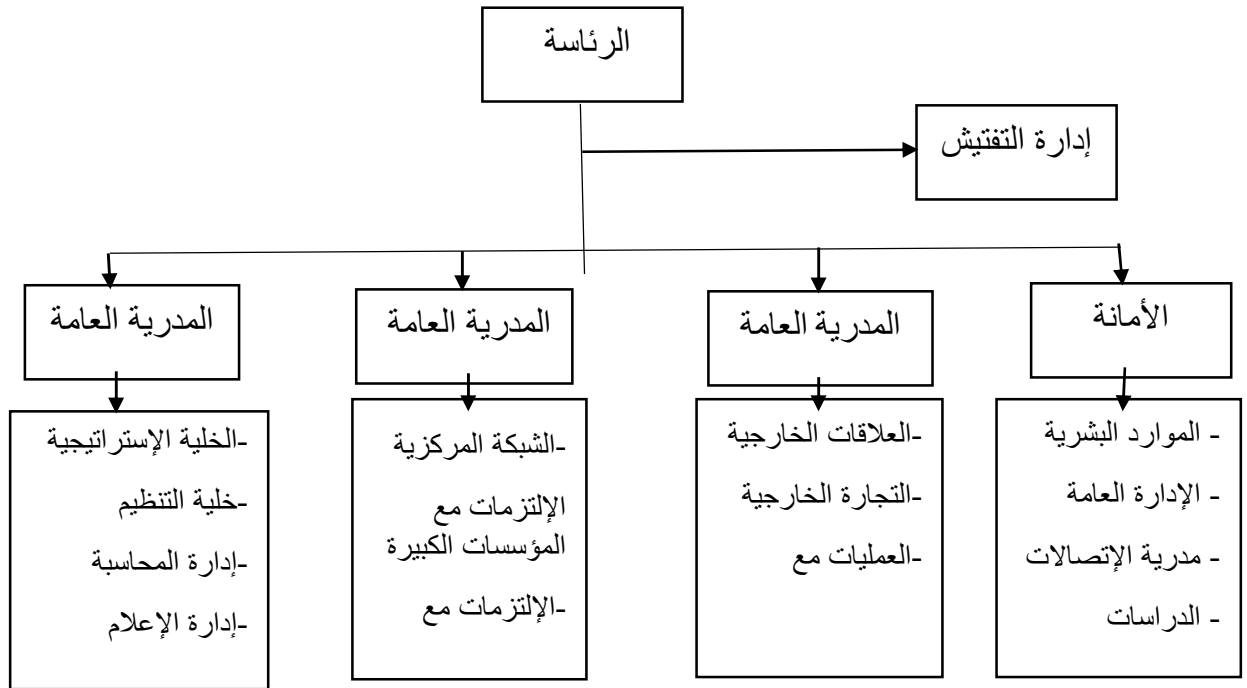 الرئاسة
إدارة التفتيش
الأمانة
المدرية العامة
المدرية العامة
المدرية العامة
- الموارد البشرية
- الإدارة العامة
- مدرية الإتصالات
- الدراسات
-العلاقات الخارجية
-التجارة الخارجية
-العمليات مع
-الشبكة المركزية
الإلتزمات مع
المؤسسات الكبيرة
-الإلتزمات مع
-الخلية الإستراتيجية
-خلية التنظيم
-إدارة المحاسبة
-إدارة الإعلام